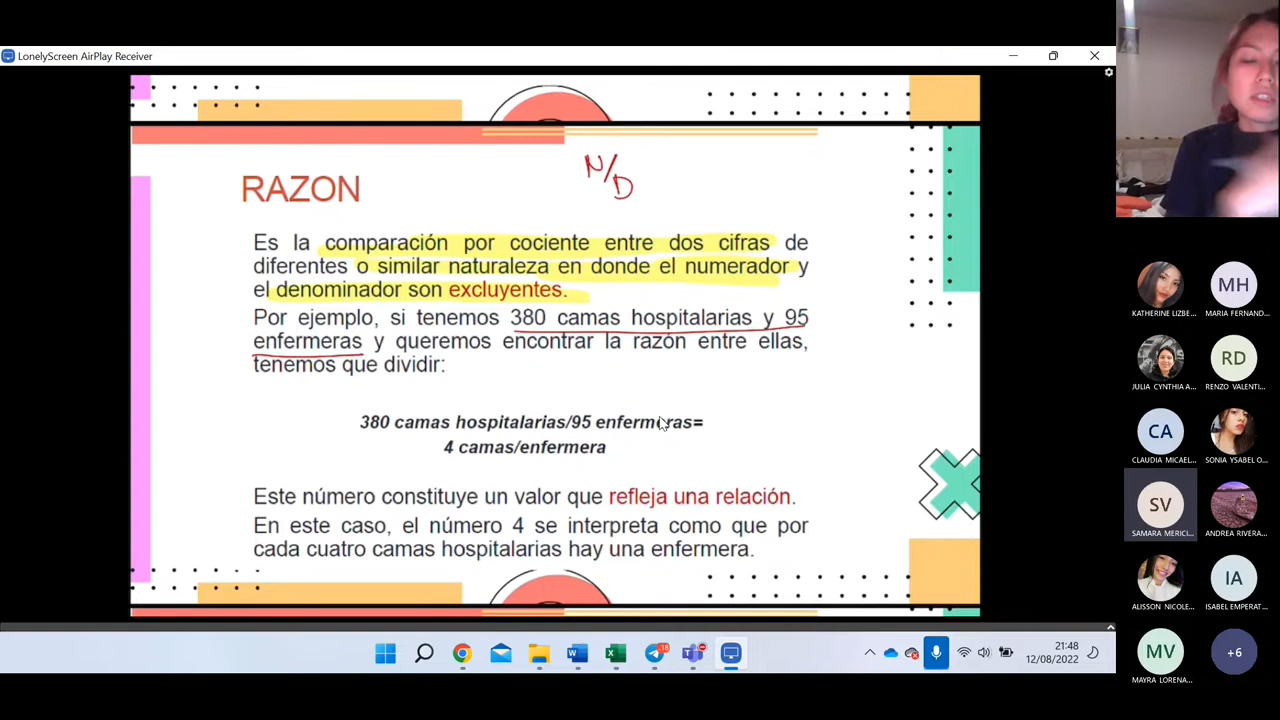 LonelyScreen AirPlay Receiver
N/D
RAZON
Es la comparación por cociente entre dos cifras de
diferentes o similar naturaleza en donde el numerador y
el denominador son excluyentes.
Por ejemplo, si tenemos 380 camas hospitalarias y 95
enfermeras y queremos encontrar la razón entre ellas,
tenemos que dividir:
380 camas hospitalarias/95 enfermeras=
4 camas/enfermera
Este número constituye un valor que refleja una relación.
En este caso, el número 4 se interpreta como que por
cada cuatro camas hospitalarias hay una enfermera.
18
21:48
12/08/2022
MH
KATHERINE LIZBE...
MARIA FERNAND...
RD
JULIA CYNTHIA A...
RENZO VALENTI...
CA
CLAUDIA MICAEL...
SONIA YSABEL O...
SV
SAMARA MERICI...
ANDREA RIVERA...
IA
ALISSON NICOLE...
ISABEL EMPERAT...
MV
+6
MAYRA LORENA...